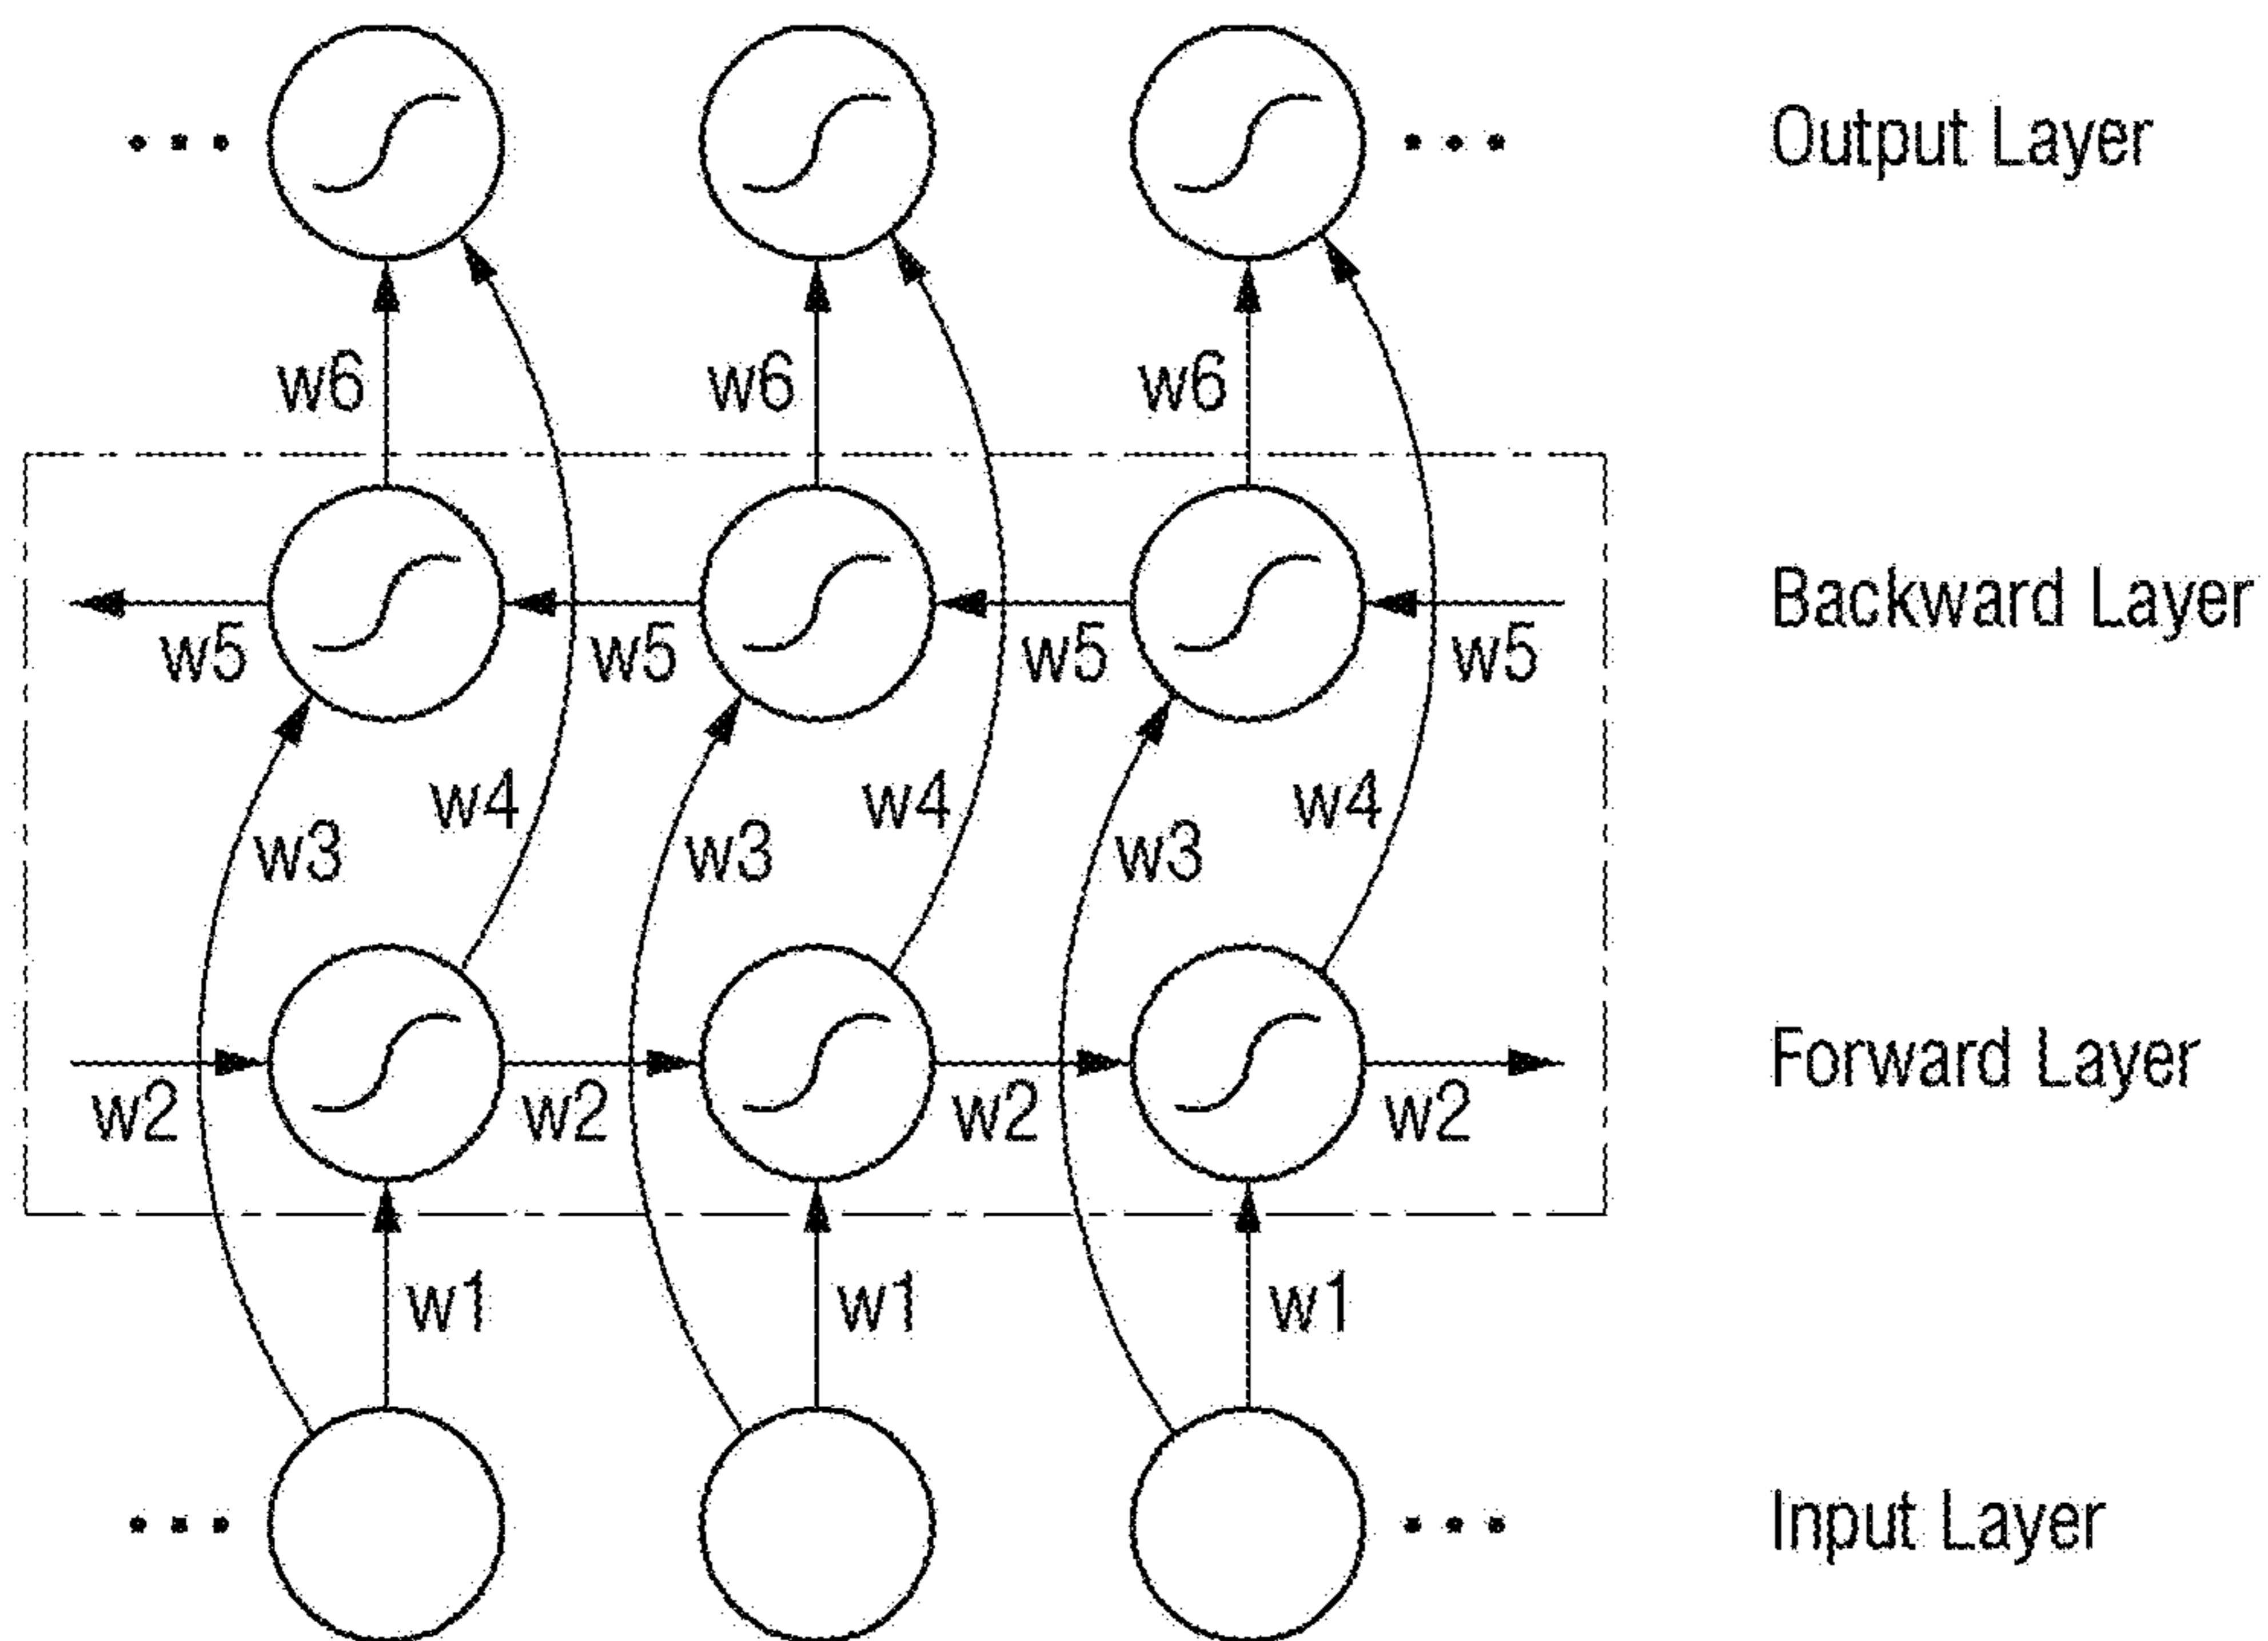 ... ... Output Layer
w6 w6 w6
Backward Layer
w5 w5 w5 w5
w4 w4 w4
w3 w3 w3
Forward Layer
w2 w2 w2 w2
w1 w1 w1
... ... Input Layer